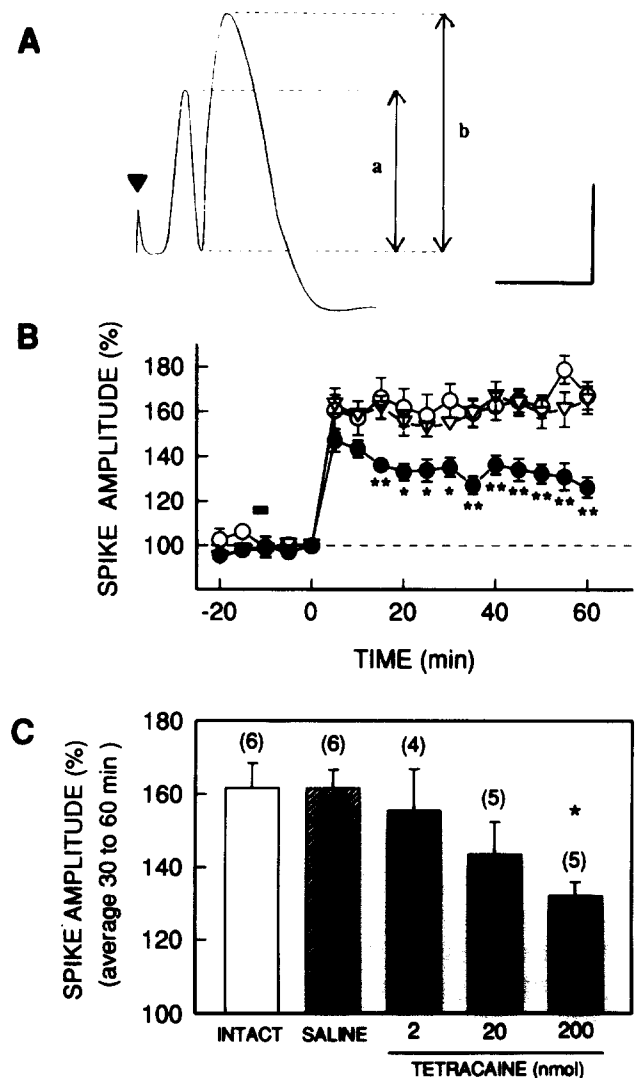 A
a
b
B
SPIKE AMPLITUDE (%)
180
160
140
120
100
** * * * ** ** ** ** ** **
-20 0 20 40 60
TIME (min)
C
SPIKE AMPLITUDE (%)
(average 30 to 60 min)
180
160
140
120
100
(6) (6) (4) (5) * (5)
INTACT SALINE 2 20 200
TETRACAINE (nmol)